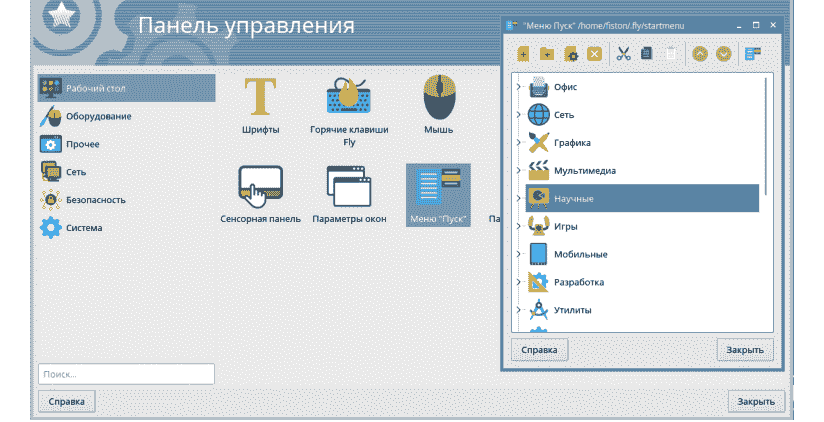 Панель управления
Рабочий стол
Оборудование
Прочее
Сеть
Безопасность
Система
Шрифты
Горячие клавиши
Fly
Мышь
Сенсорная панель
Параметры окон
Меню "Пуск"
Па
Поиск...
Справка
Закрыть
"Меню Пуск" /home/fiston/.fly/startmenu
Офис
Сеть
Графика
Мультимедиа
Научные
Игры
Мобильные
Разработка
Утилиты
Справка
Закрыть